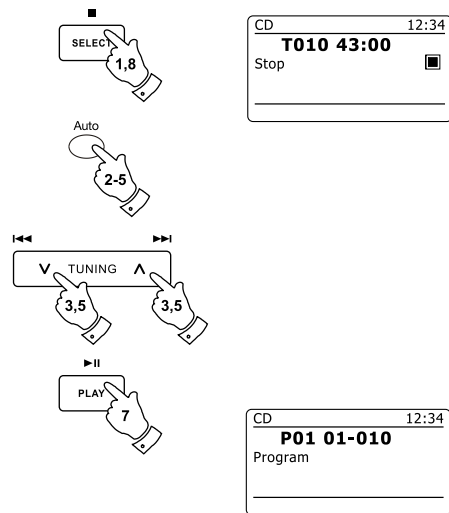 SELECT
1,8
CD 12:34
T010 43:00
Stop
Auto
2-5
TUNING
3,5 3,5
PLAY
7
CD 12:34
P01 01-010
Program